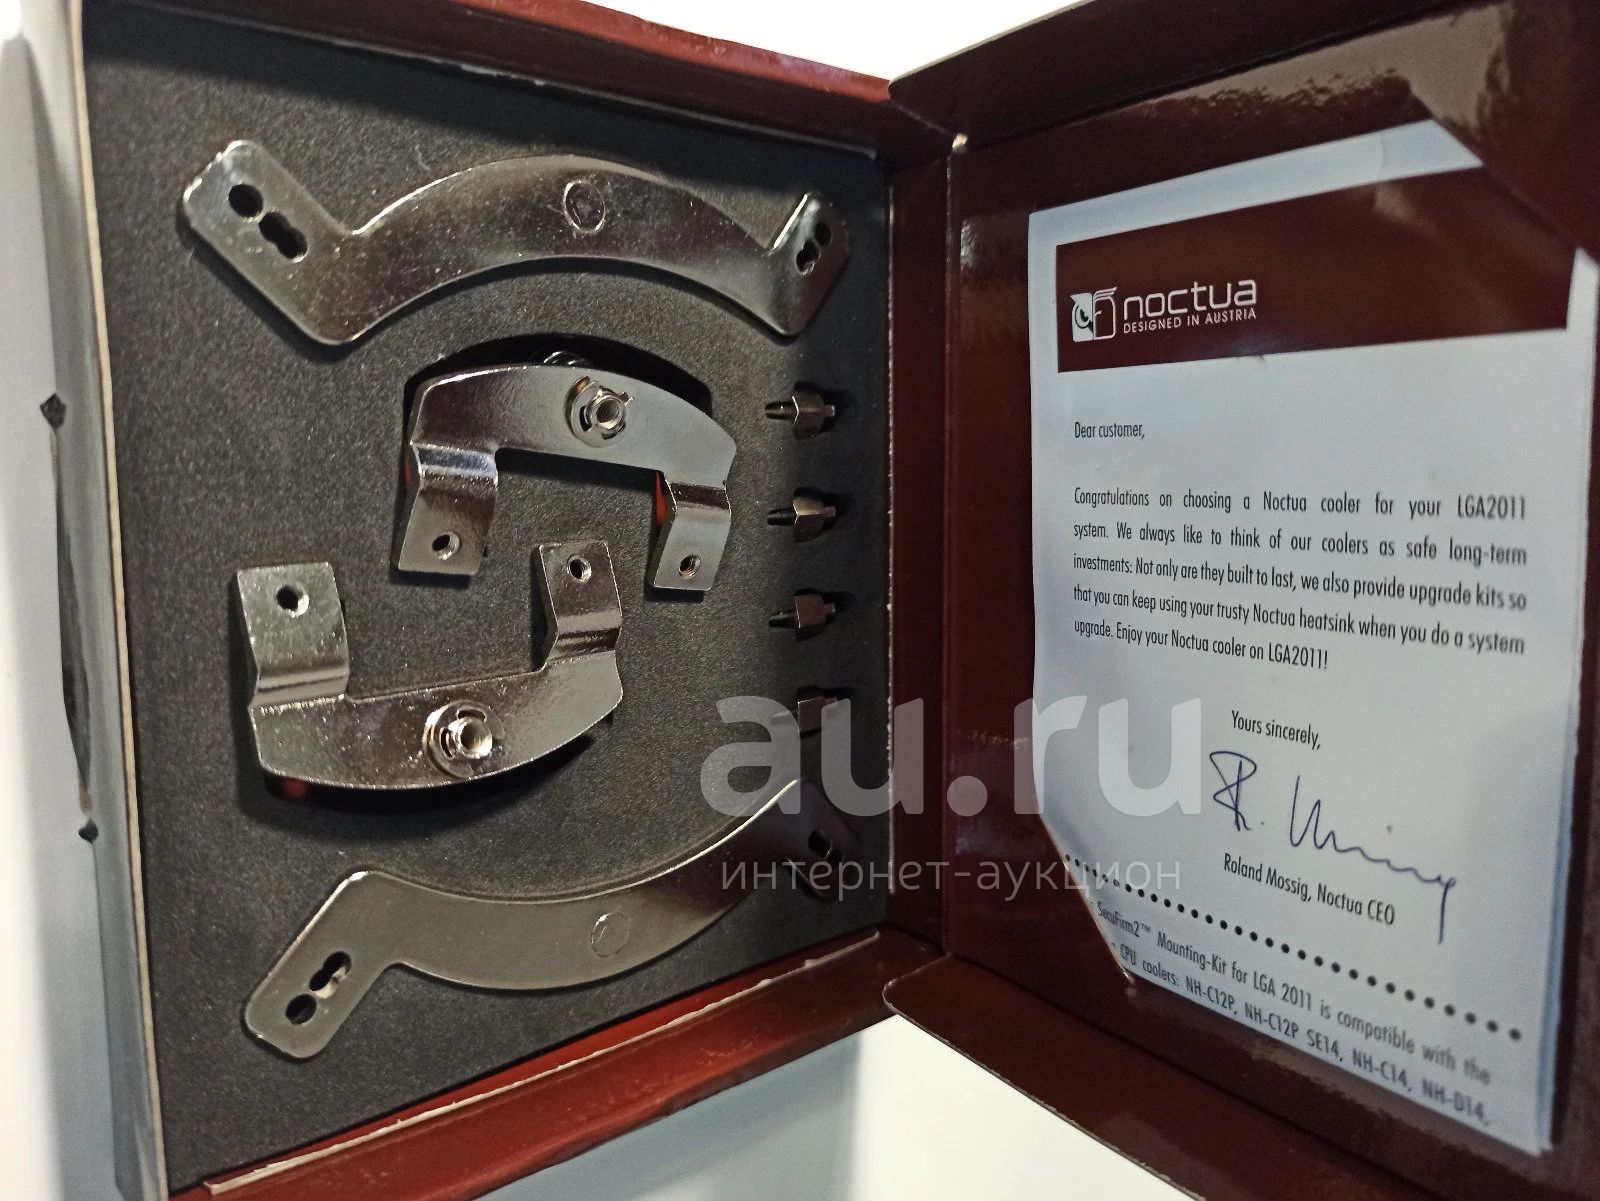 noctua
DESIGNED IN AUSTRIA
Dear customer,
Congratulations on choosing a Noctua cooler for your LGA2011
system. We always like to think of our coolers as safe long-term
investments: Not only are they built to last, we also provide upgrade kits so
that you can keep using your trusty Noctua heatsink when you do a system
upgrade. Enjoy your Noctua cooler on LGA2011!
Yours sincerely,
Roland Mossig, Noctua CEO
SecuFirm2™ Mounting-Kit for LGA 2011 is compatible with the
CPU coolers: NH-C12P, NH-C12P SE14, NH-C14, NH-D14,
au.ru
интернет-аукцион